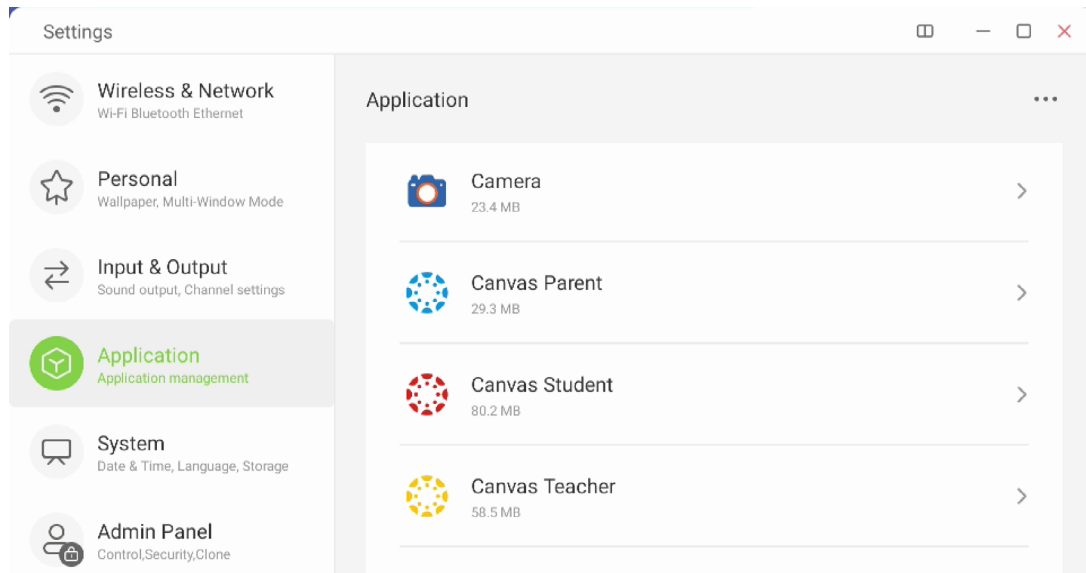 Settings
Wireless & Network
Wi-Fi Bluetooth Ethernet
Personal
Wallpaper, Multi-Window Mode
Input & Output
Sound output, Channel settings
Application
Application management
System
Date & Time, Language, Storage
Admin Panel
Control,Security,Clone
Application
Camera
23.4 MB
Canvas Parent
29.3 MB
Canvas Student
80.2 MB
Canvas Teacher
58.5 MB